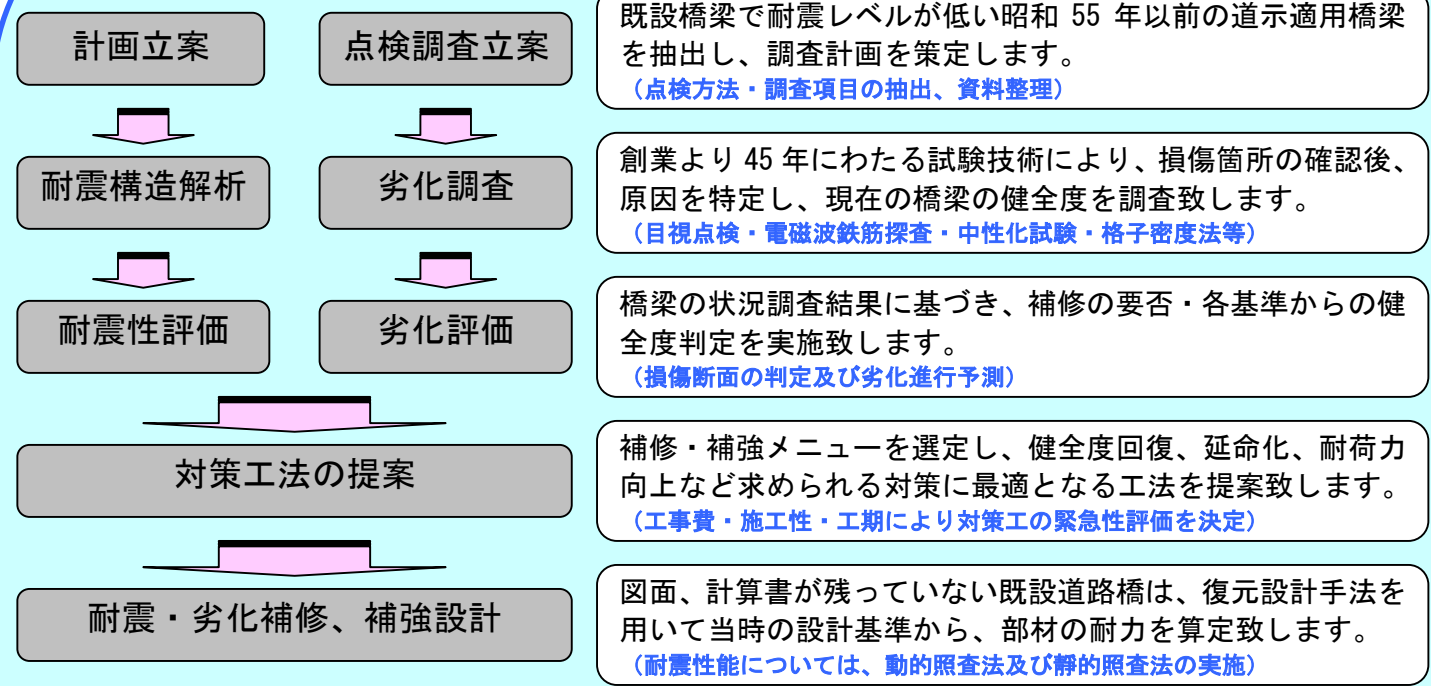 計画立案
点検調査立案
既設橋梁で耐震レベルが低い昭和 55 年以前の道示適用橋梁
を抽出し、調査計画を策定します。
（点検方法・調査項目の抽出、資料整理）
耐震構造解析
劣化調査
創業より 45 年にわたる試験技術により、損傷箇所の確認後、
原因を特定し、現在の橋梁の健全度を調査致します。
（目視点検・電磁波鉄筋探査・中性化試験・格子密度法等）
耐震性評価
劣化評価
橋梁の状況調査結果に基づき、補修の要否・各基準からの健
全度判定を実施致します。
（損傷断面の判定及び劣化進行予測）
対策工法の提案
補修・補強メニューを選定し、健全度回復、延命化、耐荷力
向上など求められる対策に最適となる工法を提案致します。
（工事費・施工性・工期により対策工の緊急性評価を決定）
耐震・劣化補修、補強設計
図面、計算書が残っていない既設道路橋は、復元設計手法を
用いて当時の設計基準から、部材の耐力を算定致します。
（耐震性能については、動的照査法及び靜的照査法の実施）